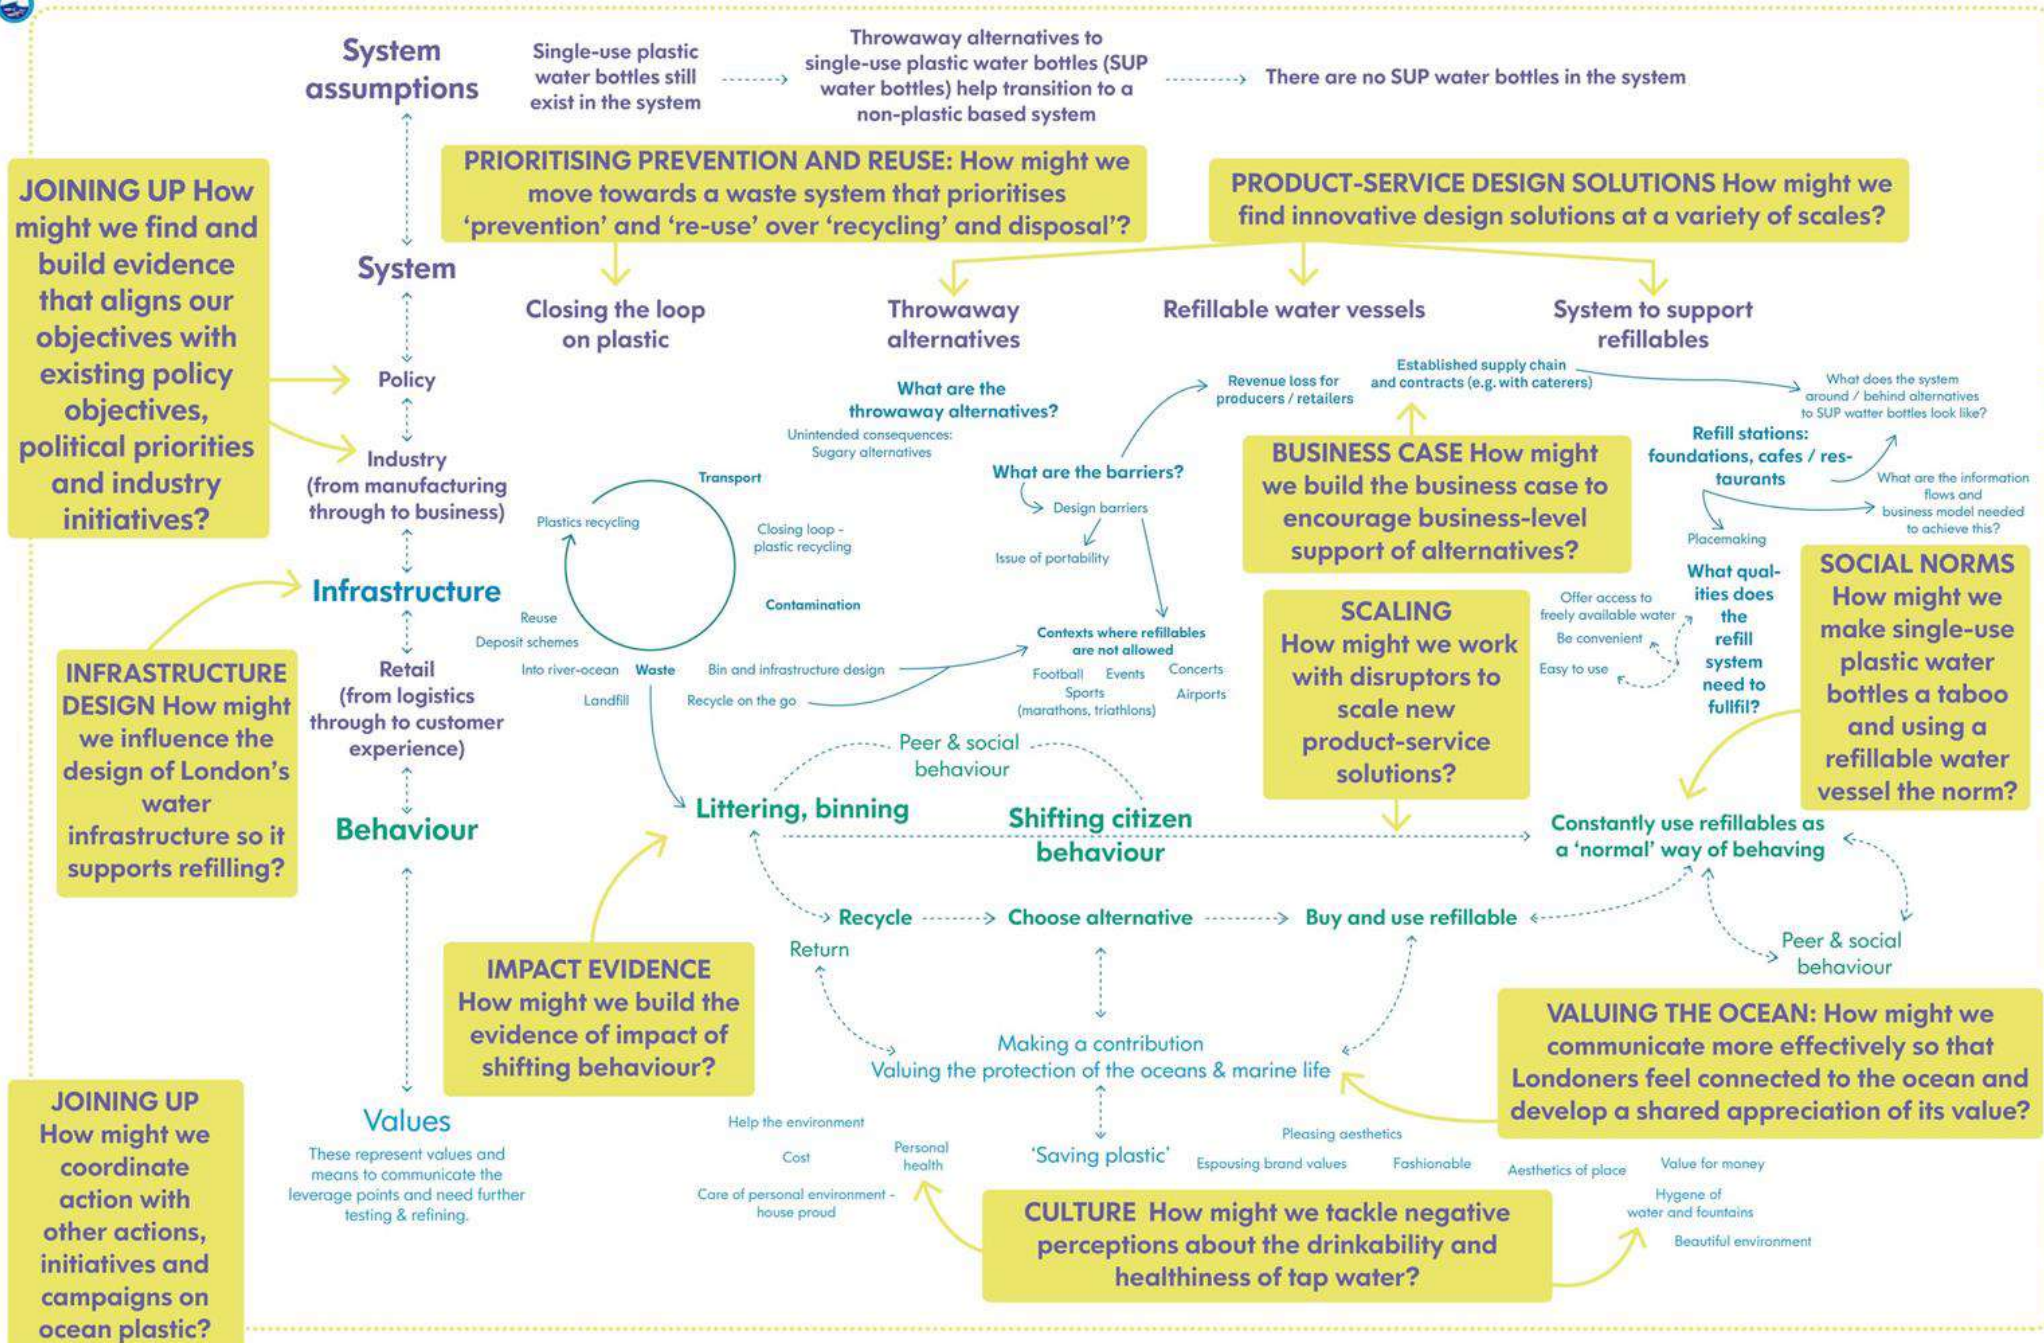 System
assumptions
Single-use plastic
water bottles still
exist in the system
Throwaway alternatives to
single-use plastic water bottles (SUP
water bottles) help transition to a
non-plastic based system
There are no SUP water bottles in the system
JOINING UP How
might we find and
build evidence
that aligns our
objectives with
existing policy
objectives,
political priorities
and industry
initiatives?
PRIORITISING PREVENTION AND REUSE: How might we
move towards a waste system that prioritises
‘prevention’ and ‘re-use’ over ‘recycling’ and disposal’?
PRODUCT-SERVICE DESIGN SOLUTIONS How might we
find innovative design solutions at a variety of scales?
System
Closing the loop
on plastic
Throwaway
alternatives
Refillable water vessels
System to support
refillables
Policy
Industry
(from manufacturing
through to business)
What are the
throwaway alternatives?
Unintended consequences:
Sugary alternatives
Revenue loss for
producers / retailers
Established supply chain
and contracts (e.g. with caterers)
What does the system
around / behind alternatives
to SUP watter bottles look like?
What are the barriers?
Design barriers
Issue of portability
BUSINESS CASE How might
we build the business case to
encourage business-level
support of alternatives?
Refill stations:
foundations, cafes / res-
taurants
What are the information
flows and
business model needed
to achieve this?
Placemaking
Transport
Plastics recycling
Closing loop -
plastic recycling
Contamination
Infrastructure
Reuse
Deposit schemes
Into river-ocean
Waste
Landfill
Bin and infrastructure design
Recycle on the go
Contexts where refillables
are not allowed
Football
Events
Concerts
Sports
(marathons, triathlons)
Airports
SCALING
How might we work
with disruptors to
scale new
product-service
solutions?
Offer access to
freely available water
Be convenient
Easy to use
What qual-
ities does
the
refill
system
need to
fullfil?
SOCIAL NORMS
How might we
make single-use
plastic water
bottles a taboo
and using a
refillable water
vessel the norm?
INFRASTRUCTURE
DESIGN How might
we influence the
design of London’s
water
infrastructure so it
supports refilling?
Retail
(from logistics
through to customer
experience)
Peer & social
behaviour
Behaviour
Littering, binning
Shifting citizen
behaviour
Constantly use refillables as
a ‘normal’ way of behaving
Recycle
Choose alternative
Buy and use refillable
Return
Peer & social
behaviour
IMPACT EVIDENCE
How might we build the
evidence of impact of
shifting behaviour?
Making a contribution
Valuing the protection of the oceans & marine life
VALUING THE OCEAN: How might we
communicate more effectively so that
Londoners feel connected to the ocean and
develop a shared appreciation of its value?
JOINING UP
How might we
coordinate
action with
other actions,
initiatives and
campaigns on
ocean plastic?
Values
These represent values and
means to communicate the
leverage points and need further
testing & refining.
Help the environment
Cost
Personal
health
Care of personal environment -
house proud
‘Saving plastic’
Pleasing aesthetics
Espousing brand values
Fashionable
Aesthetics of place
Value for money
Hygene of
water and fountains
Beautiful environment
CULTURE How might we tackle negative
perceptions about the drinkability and
healthiness of tap water?